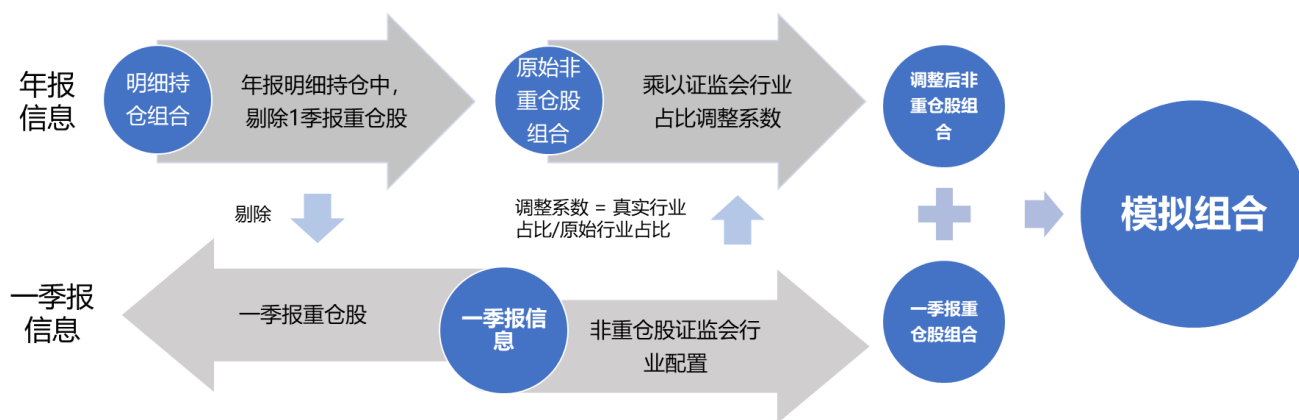 年报
信息
明细持
仓组合
年报明细持仓中，
剔除1季报重仓股
原始非
重仓股
组合
乘以证监会行业
占比调整系数
调整后非
重仓股组
合
剔除
调整系数 = 真实行业
占比/原始行业占比
模拟组合
一季报
信息
一季报重仓股
一季报信
息
非重仓股证监会行
业配置
一季报重
仓股组合